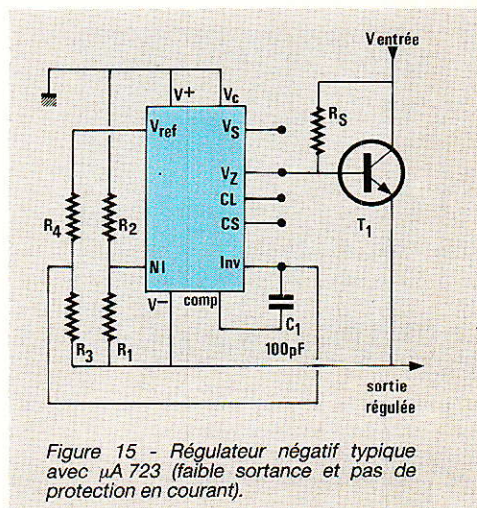 V entrée
V+
Vc
Vref
VS
RS
VZ
R4
R2
CL
T1
CS
NI
Inv
V−
comp
C1
R3
R1
100pF
sortie
régulée
Figure 15 - Régulateur négatif typique
avec µA 723 (faible sortance et pas de
protection en courant).